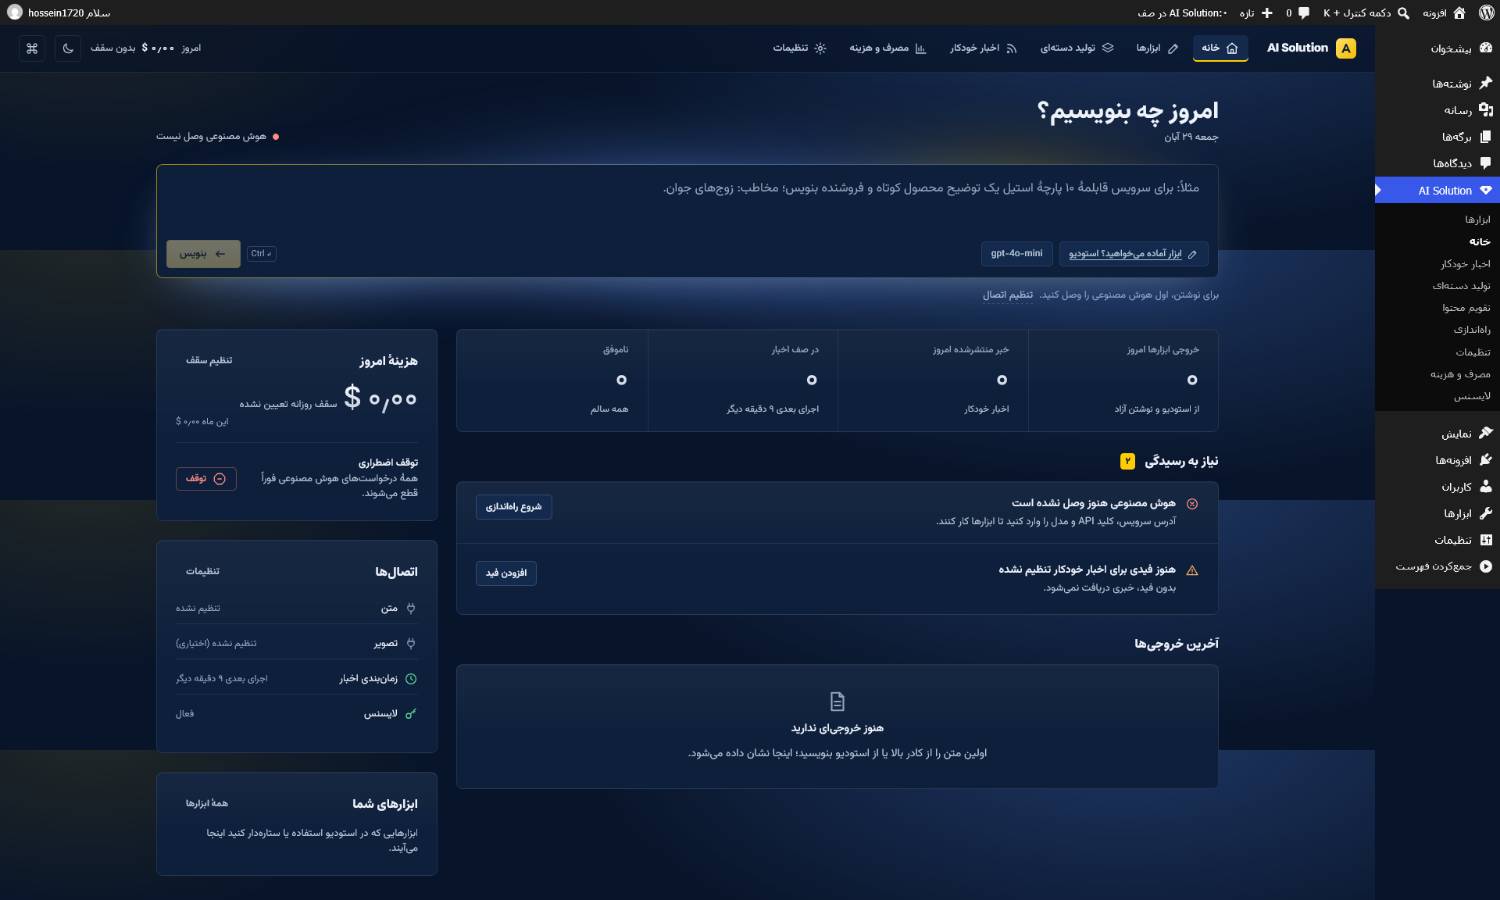 افزونه
دکمه کنترل + K
0
تازه
AI Solution: ۰ در صف
سلام hossein1720
AI Solution
خانه
ابزارها
تولید دسته‌ای
اخبار خودکار
مصرف و هزینه
تنظیمات
امروز ۰٫۰۰ $ بدون سقف
پیشخوان
نوشته‌ها
رسانه
برگه‌ها
دیدگاه‌ها
AI Solution
ابزارها
خانه
اخبار خودکار
تولید دسته‌ای
تقویم محتوا
راه‌اندازی
تنظیمات
مصرف و هزینه
لایسنس
نمایش
افزونه‌ها
کاربران
ابزارها
تنظیمات
جمع‌کردن فهرست
امروز چه بنویسیم؟
جمعه ۲۹ آبان
هوش مصنوعی وصل نیست
مثلاً: برای سرویس قابلمهٔ ۱۰ پارچهٔ استیل یک توضیح محصول کوتاه و فروشنده بنویس؛ مخاطب: زوج‌های جوان.
ابزار آماده می‌خواهید؟ استودیو
gpt-4o-mini
Ctrl ↵
بنویس
برای نوشتن، اول هوش مصنوعی را وصل کنید. تنظیم اتصال
خروجی ابزارها امروز
۰
از استودیو و نوشتن آزاد
خبر منتشرشده امروز
۰
اخبار خودکار
در صف اخبار
۰
اجرای بعدی ۹ دقیقه دیگر
ناموفق
۰
همه سالم
نیاز به رسیدگی ۲
هوش مصنوعی هنوز وصل نشده است
آدرس سرویس، کلید API و مدل را وارد کنید تا ابزارها کار کنند.
شروع راه‌اندازی
هنوز فیدی برای اخبار خودکار تنظیم نشده
بدون فید، خبری دریافت نمی‌شود.
افزودن فید
آخرین خروجی‌ها
هنوز خروجی‌ای ندارید
اولین متن را از کادر بالا یا از استودیو بنویسید؛ اینجا نشان داده می‌شود.
هزینهٔ امروز
تنظیم سقف
۰٫۰۰ $ سقف روزانه تعیین نشده
این ماه ۰٫۰۰ $
توقف اضطراری
همهٔ درخواست‌های هوش مصنوعی فوراً
قطع می‌شوند.
توقف
اتصال‌ها
تنظیمات
متن
تنظیم نشده
تصویر
تنظیم نشده (اختیاری)
زمان‌بندی اخبار
اجرای بعدی ۹ دقیقه دیگر
لایسنس
فعال
ابزارهای شما
همهٔ ابزارها
ابزارهایی که در استودیو استفاده یا ستاره‌دار کنید اینجا
می‌آیند.